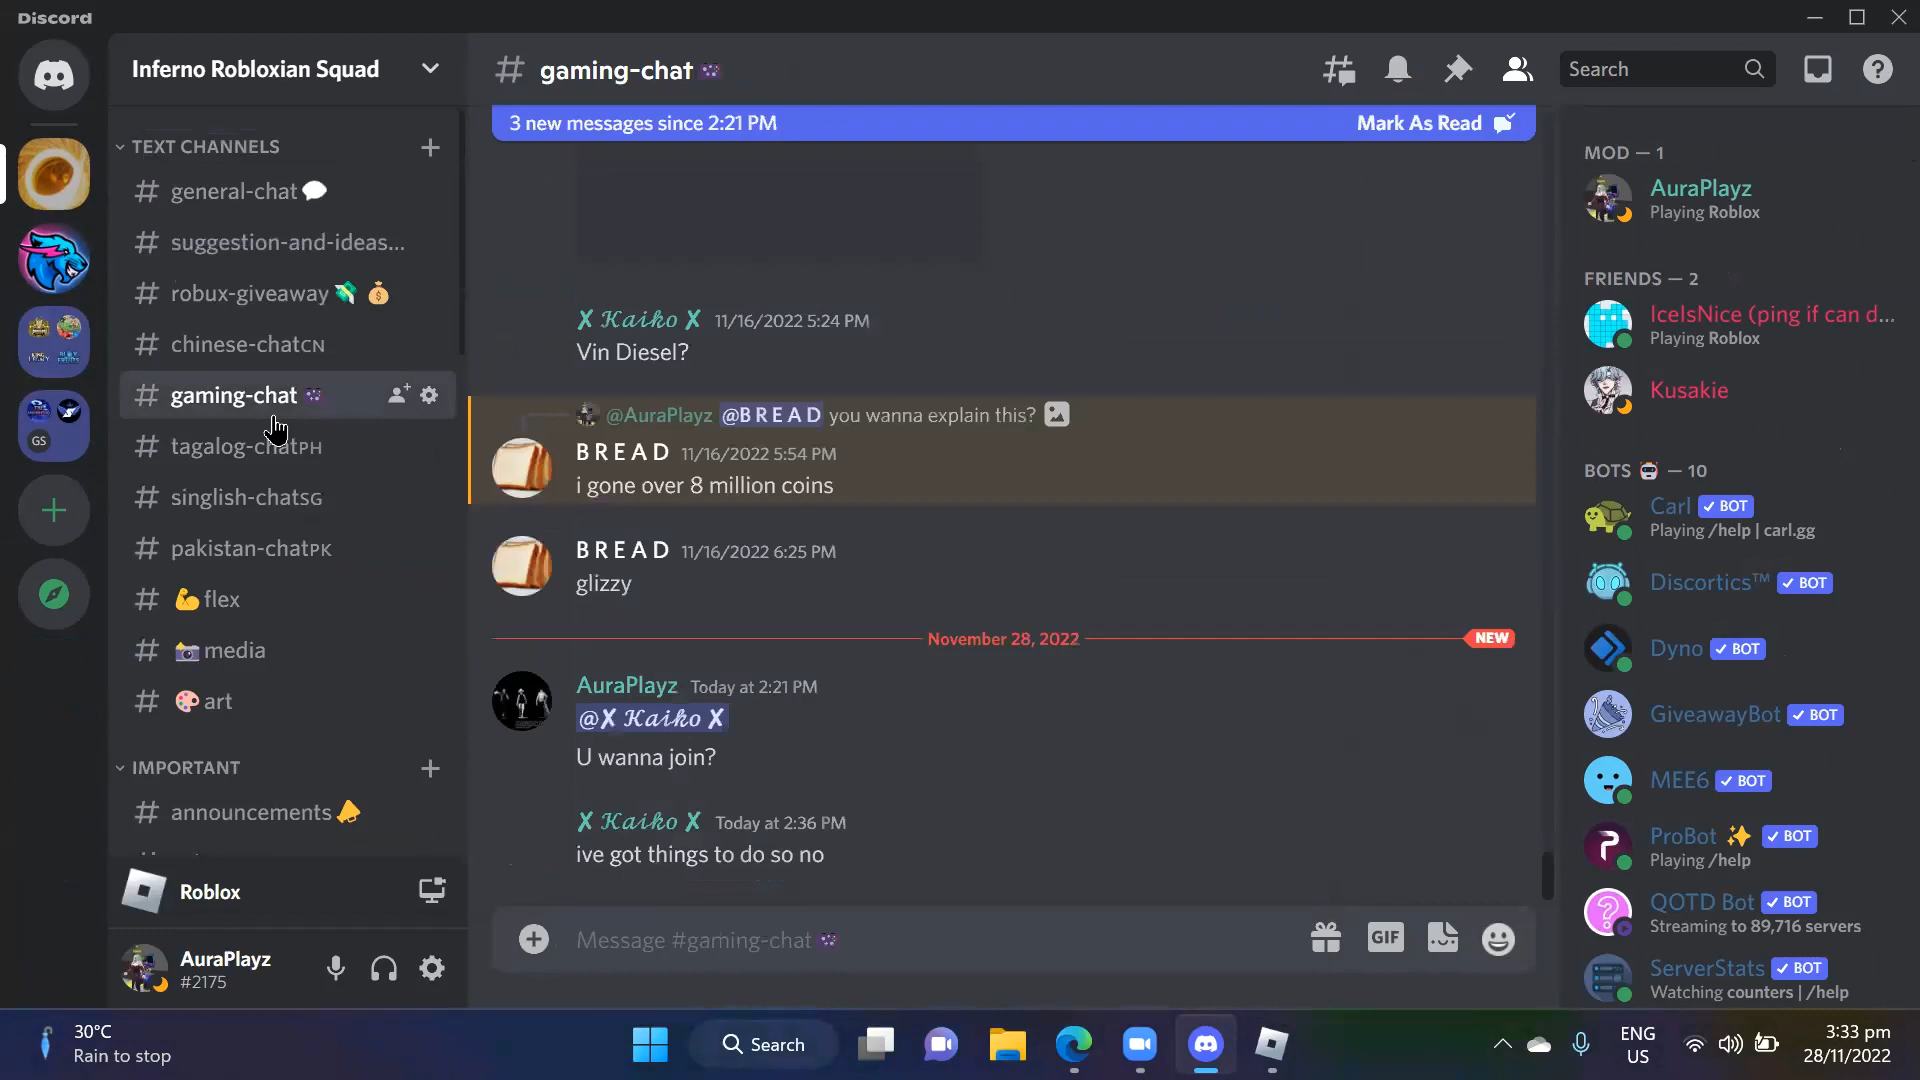 Discord
Inferno Robloxian Squad
TEXT CHANNELS
general-chat
suggestion-and-ideas...
robux-giveaway
chinese-chatCN
gaming-chat
tagalog-chatPH
singlish-chatSG
pakistan-chatPK
flex
media
art
IMPORTANT
announcements
Roblox
AuraPlayz
#2175
GS
gaming-chat
Search
3 new messages since 2:21 PM
Mark As Read
X Kaiko X 11/16/2022 5:24 PM
Vin Diesel?
@AuraPlayz @B R E A D you wanna explain this?
B R E A D 11/16/2022 5:54 PM
i gone over 8 million coins
B R E A D 11/16/2022 6:25 PM
glizzy
November 28, 2022
NEW
AuraPlayz Today at 2:21 PM
@X Kaiko X
U wanna join?
X Kaiko X Today at 2:36 PM
ive got things to do so no
Message #gaming-chat
GIF
MOD — 1
AuraPlayz
Playing Roblox
FRIENDS — 2
IceIsNice (ping if can d...
Playing Roblox
Kusakie
BOTS — 10
Carl BOT
Playing /help | carl.gg
Discortics™ BOT
Dyno BOT
GiveawayBot BOT
MEE6 BOT
ProBot BOT
Playing /help
QOTD Bot BOT
Streaming to 89,716 servers
ServerStats BOT
Watching counters | /help
30°C
Rain to stop
Search
ENG
US
3:33 pm
28/11/2022